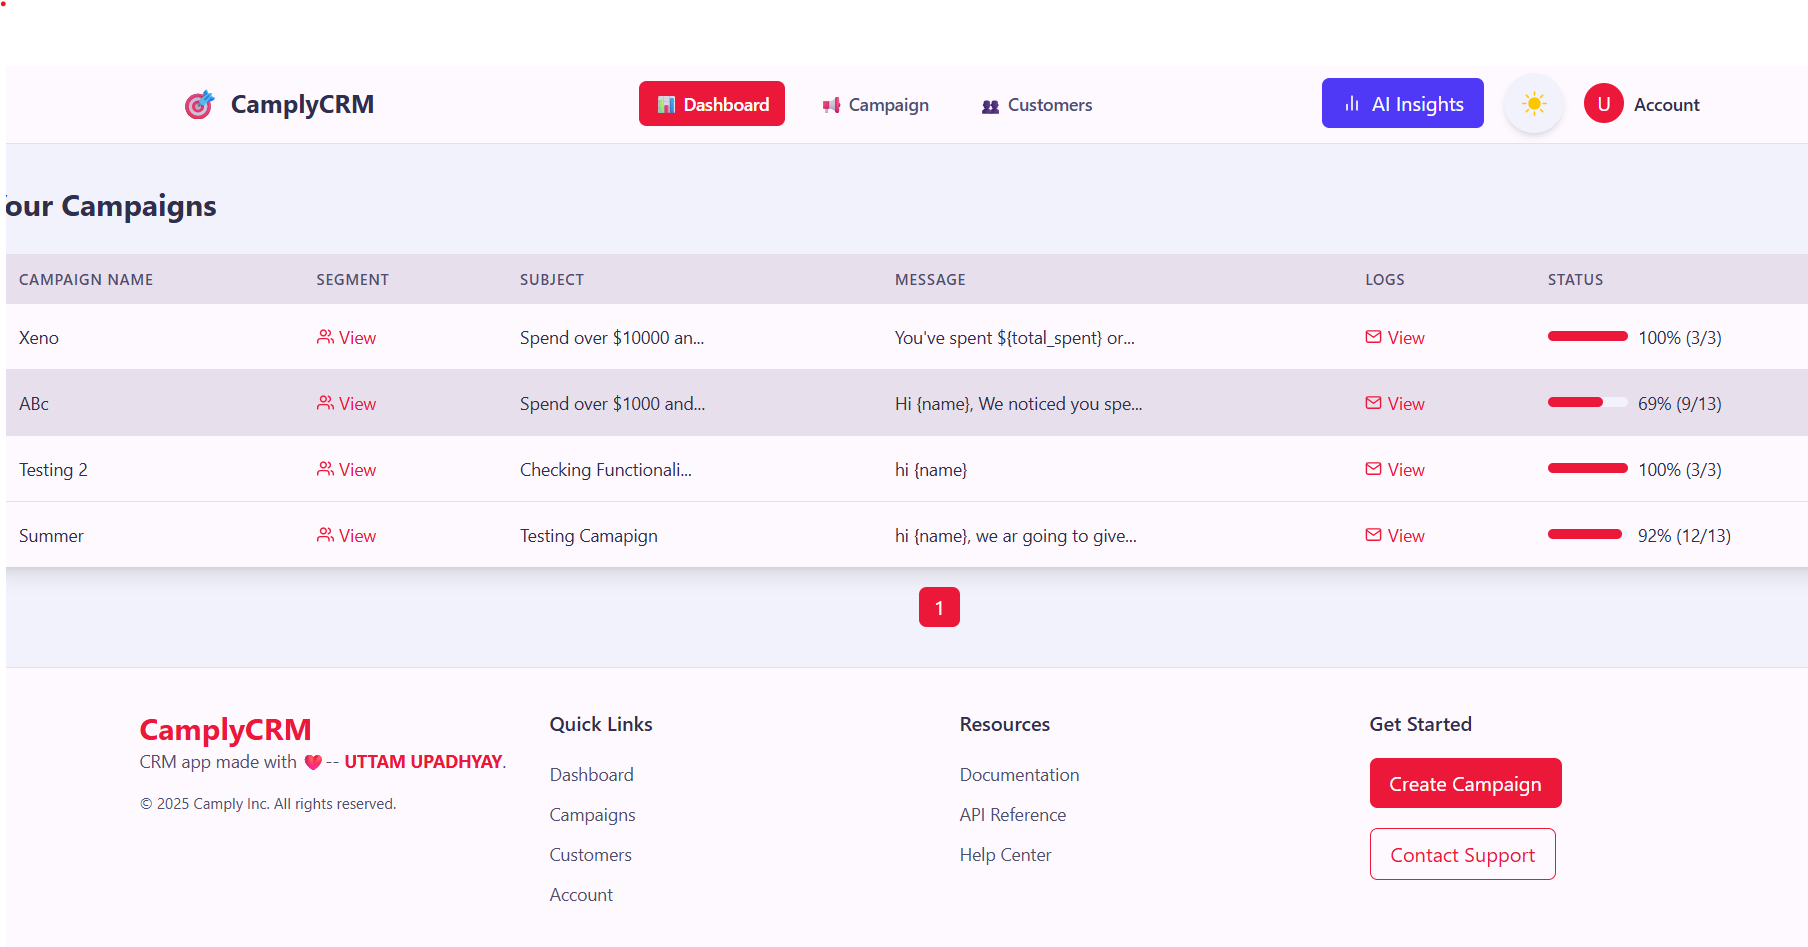 CamplyCRM
Dashboard
Campaign
Customers
AI Insights
U
Account
our Campaigns
CAMPAIGN NAME SEGMENT SUBJECT MESSAGE LOGS STATUS
Xeno View Spend over $10000 an... You've spent ${total_spent} or... View 100% (3/3)
ABc View Spend over $1000 and... Hi {name}, We noticed you spe... View 69% (9/13)
Testing 2 View Checking Functionali... hi {name} View 100% (3/3)
Summer View Testing Camapign hi {name}, we ar going to give... View 92% (12/13)
1
CamplyCRM
CRM app made with ❤️ -- UTTAM UPADHYAY.
© 2025 Camply Inc. All rights reserved.
Quick Links
Dashboard
Campaigns
Customers
Account
Resources
Documentation
API Reference
Help Center
Get Started
Create Campaign
Contact Support